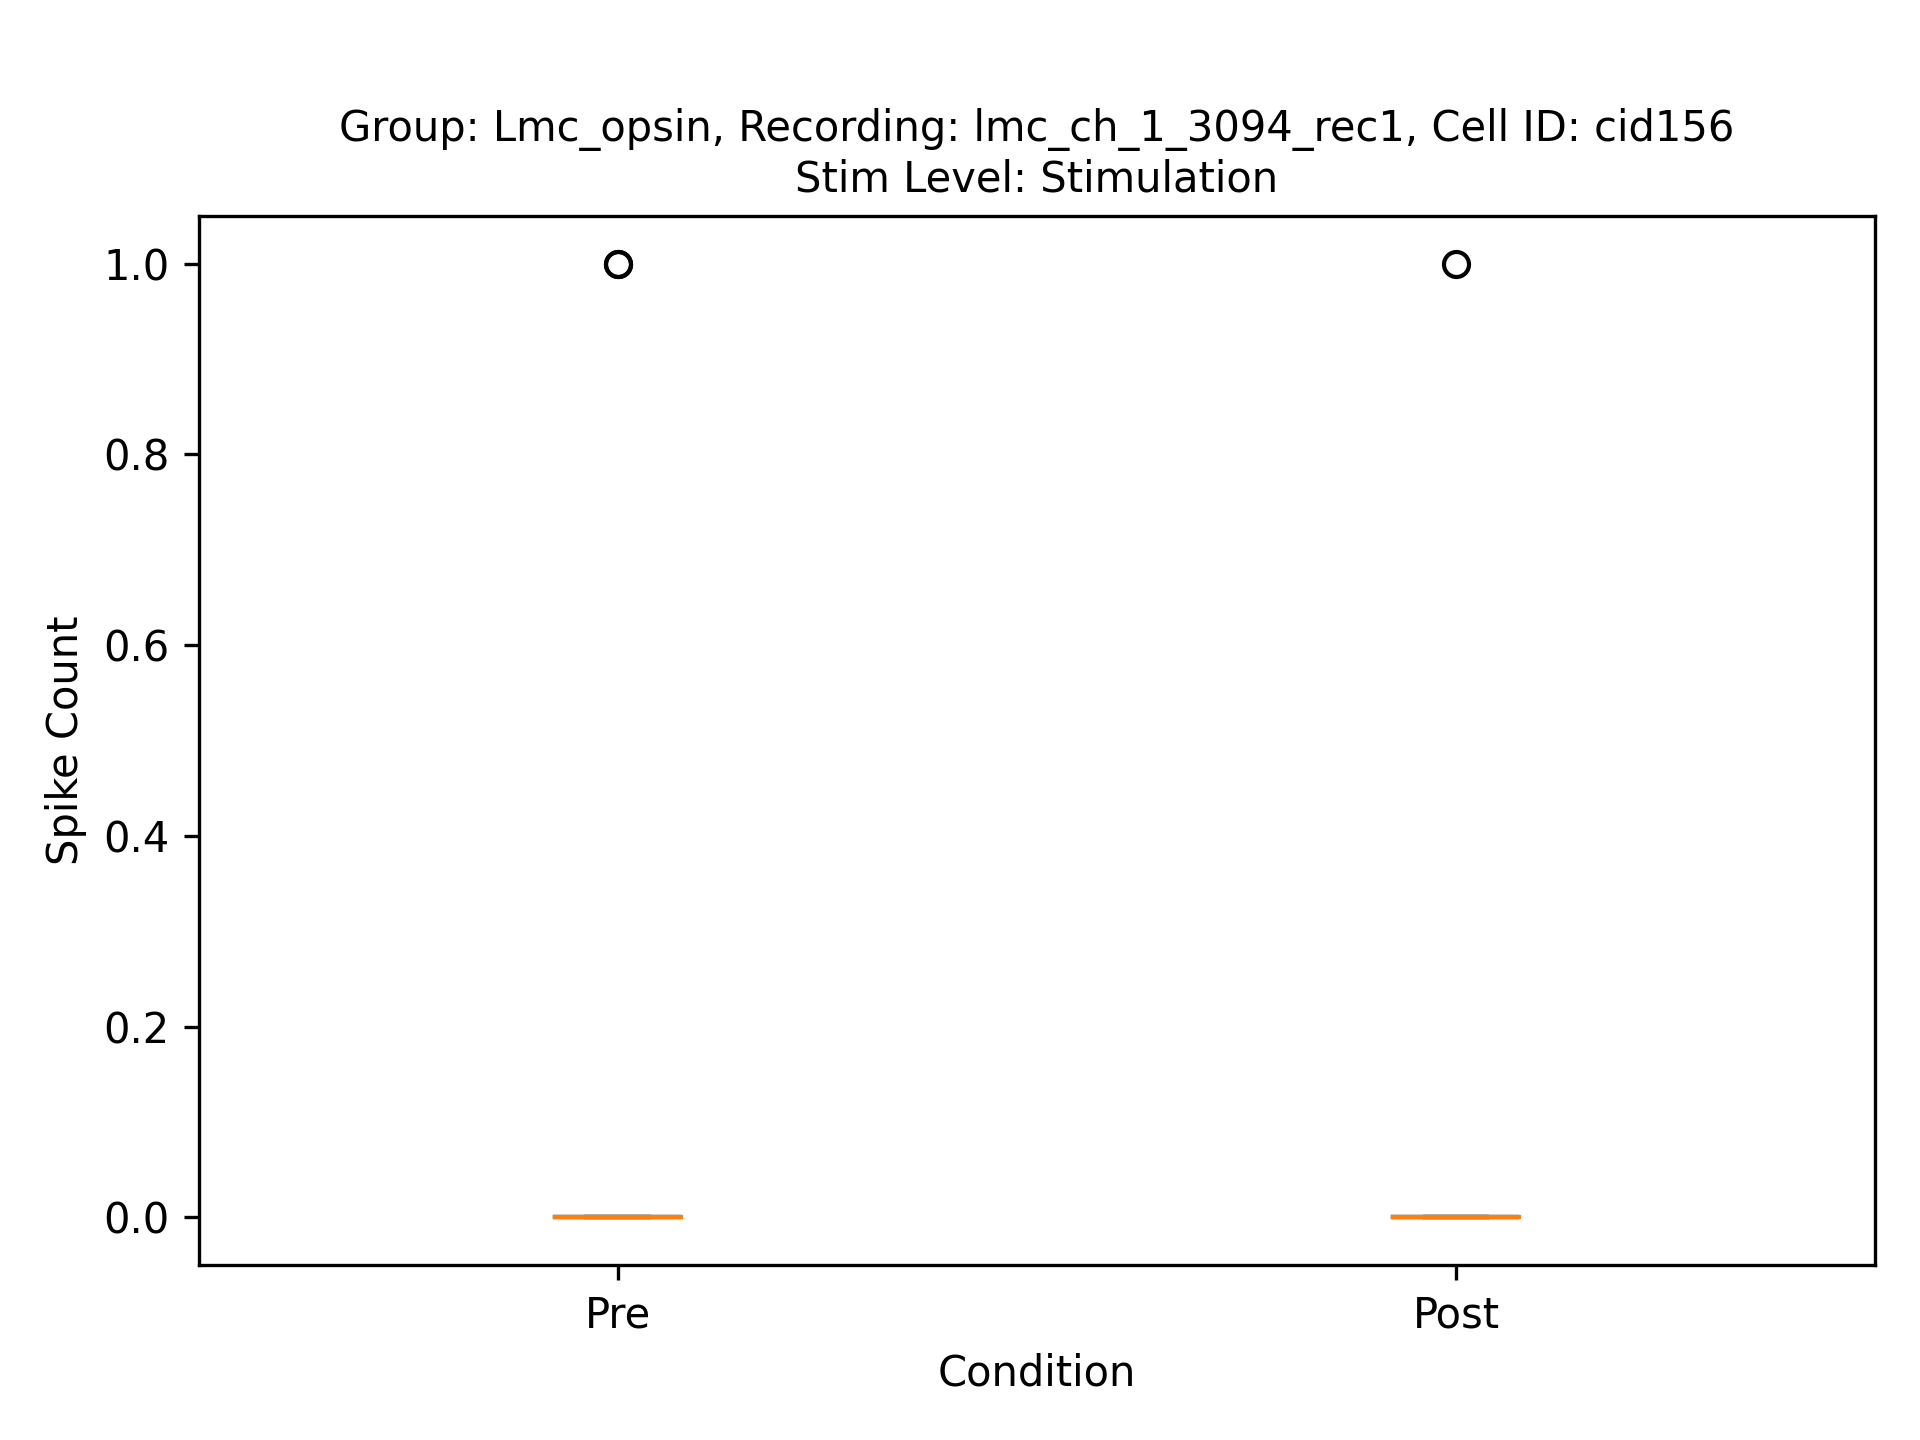 Group: Lmc_opsin, Recording: lmc_ch_1_3094_rec1, Cell ID: cid156
Stim Level: Stimulation
1.0
0.8
0.6
0.4
0.2
0.0
Spike Count
Pre
Post
Condition